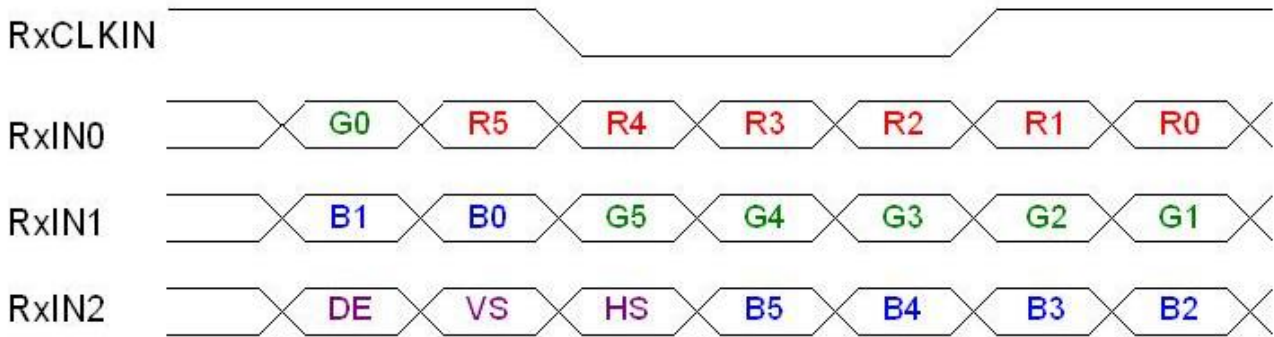 RxCLKIN
RxIN0 G0 R5 R4 R3 R2 R1 R0
RxIN1 B1 B0 G5 G4 G3 G2 G1
RxIN2 DE VS HS B5 B4 B3 B2